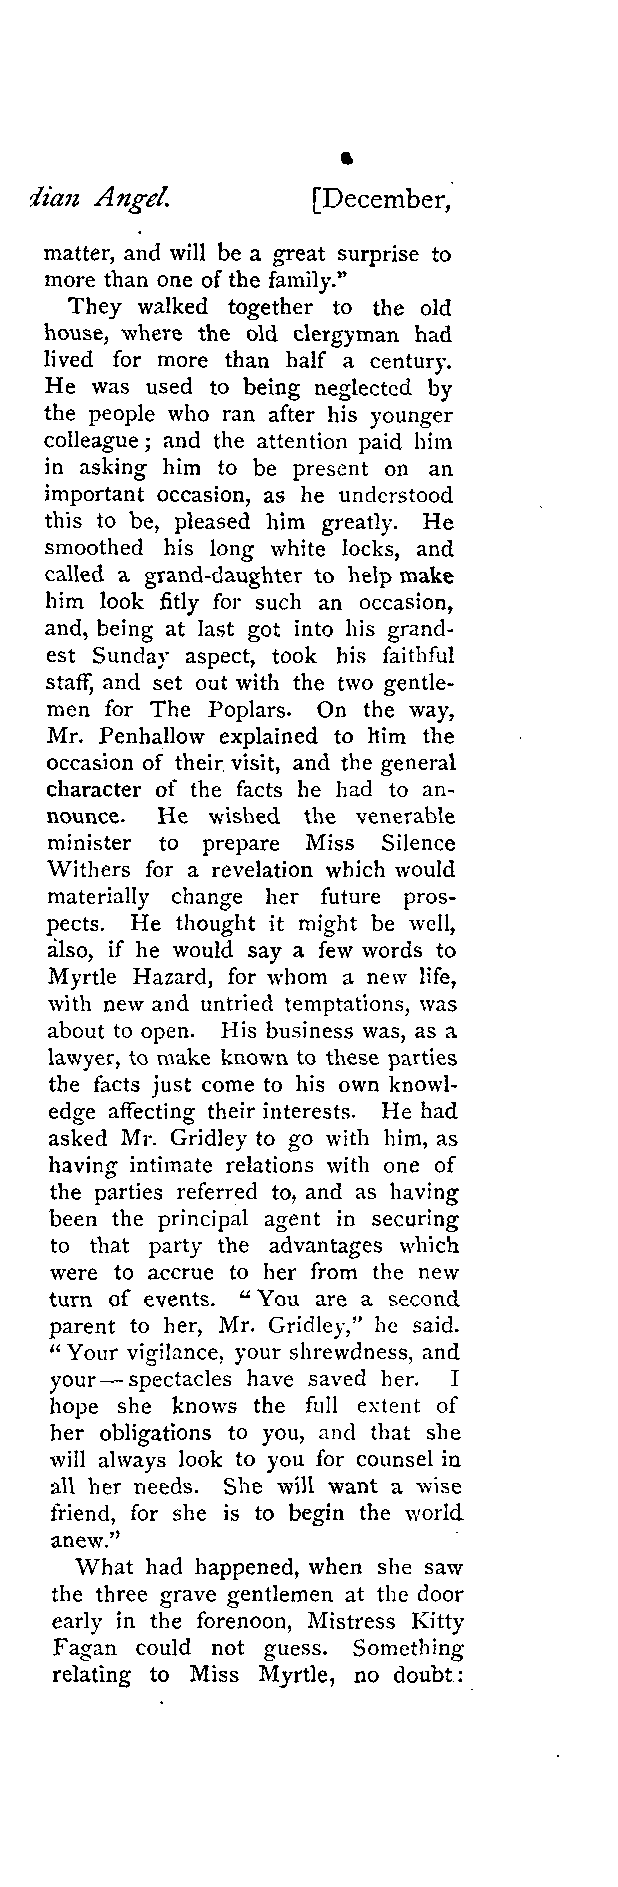 dian Angel. [December,
matter, and will be a great surprise to
more than one of the family.”
They walked together to the old
house, where the old clergyman had
lived for more than half a century.
He was used to being neglected by
the people who ran after his younger
colleague; and the attention paid him
in asking him to be present on an
important occasion, as he understood
this to be, pleased him greatly. He
smoothed his long white locks, and
called a grand-daughter to help make
him look fitly for such an occasion,
and, being at last got into his grand-
est Sunday aspect, took his faithful
staff, and set out with the two gentle-
men for The Poplars. On the way,
Mr. Penhallow explained to him the
occasion of their visit, and the general
character of the facts he had to an-
nounce. He wished the venerable
minister to prepare Miss Silence
Withers for a revelation which would
materially change her future pros-
pects. He thought it might be well,
also, if he would say a few words to
Myrtle Hazard, for whom a new life,
with new and untried temptations, was
about to open. His business was, as a
lawyer, to make known to these parties
the facts just come to his own knowl-
edge affecting their interests. He had
asked Mr. Gridley to go with him, as
having intimate relations with one of
the parties referred to, and as having
been the principal agent in securing
to that party the advantages which
were to accrue to her from the new
turn of events. “You are a second
parent to her, Mr. Gridley,” he said.
“Your vigilance, your shrewdness, and
your—spectacles have saved her. I
hope she knows the full extent of
her obligations to you, and that she
will always look to you for counsel in
all her needs. She will want a wise
friend, for she is to begin the world
anew.”
What had happened, when she saw
the three grave gentlemen at the door
early in the forenoon, Mistress Kitty
Fagan could not guess. Something
relating to Miss Myrtle, no doubt: